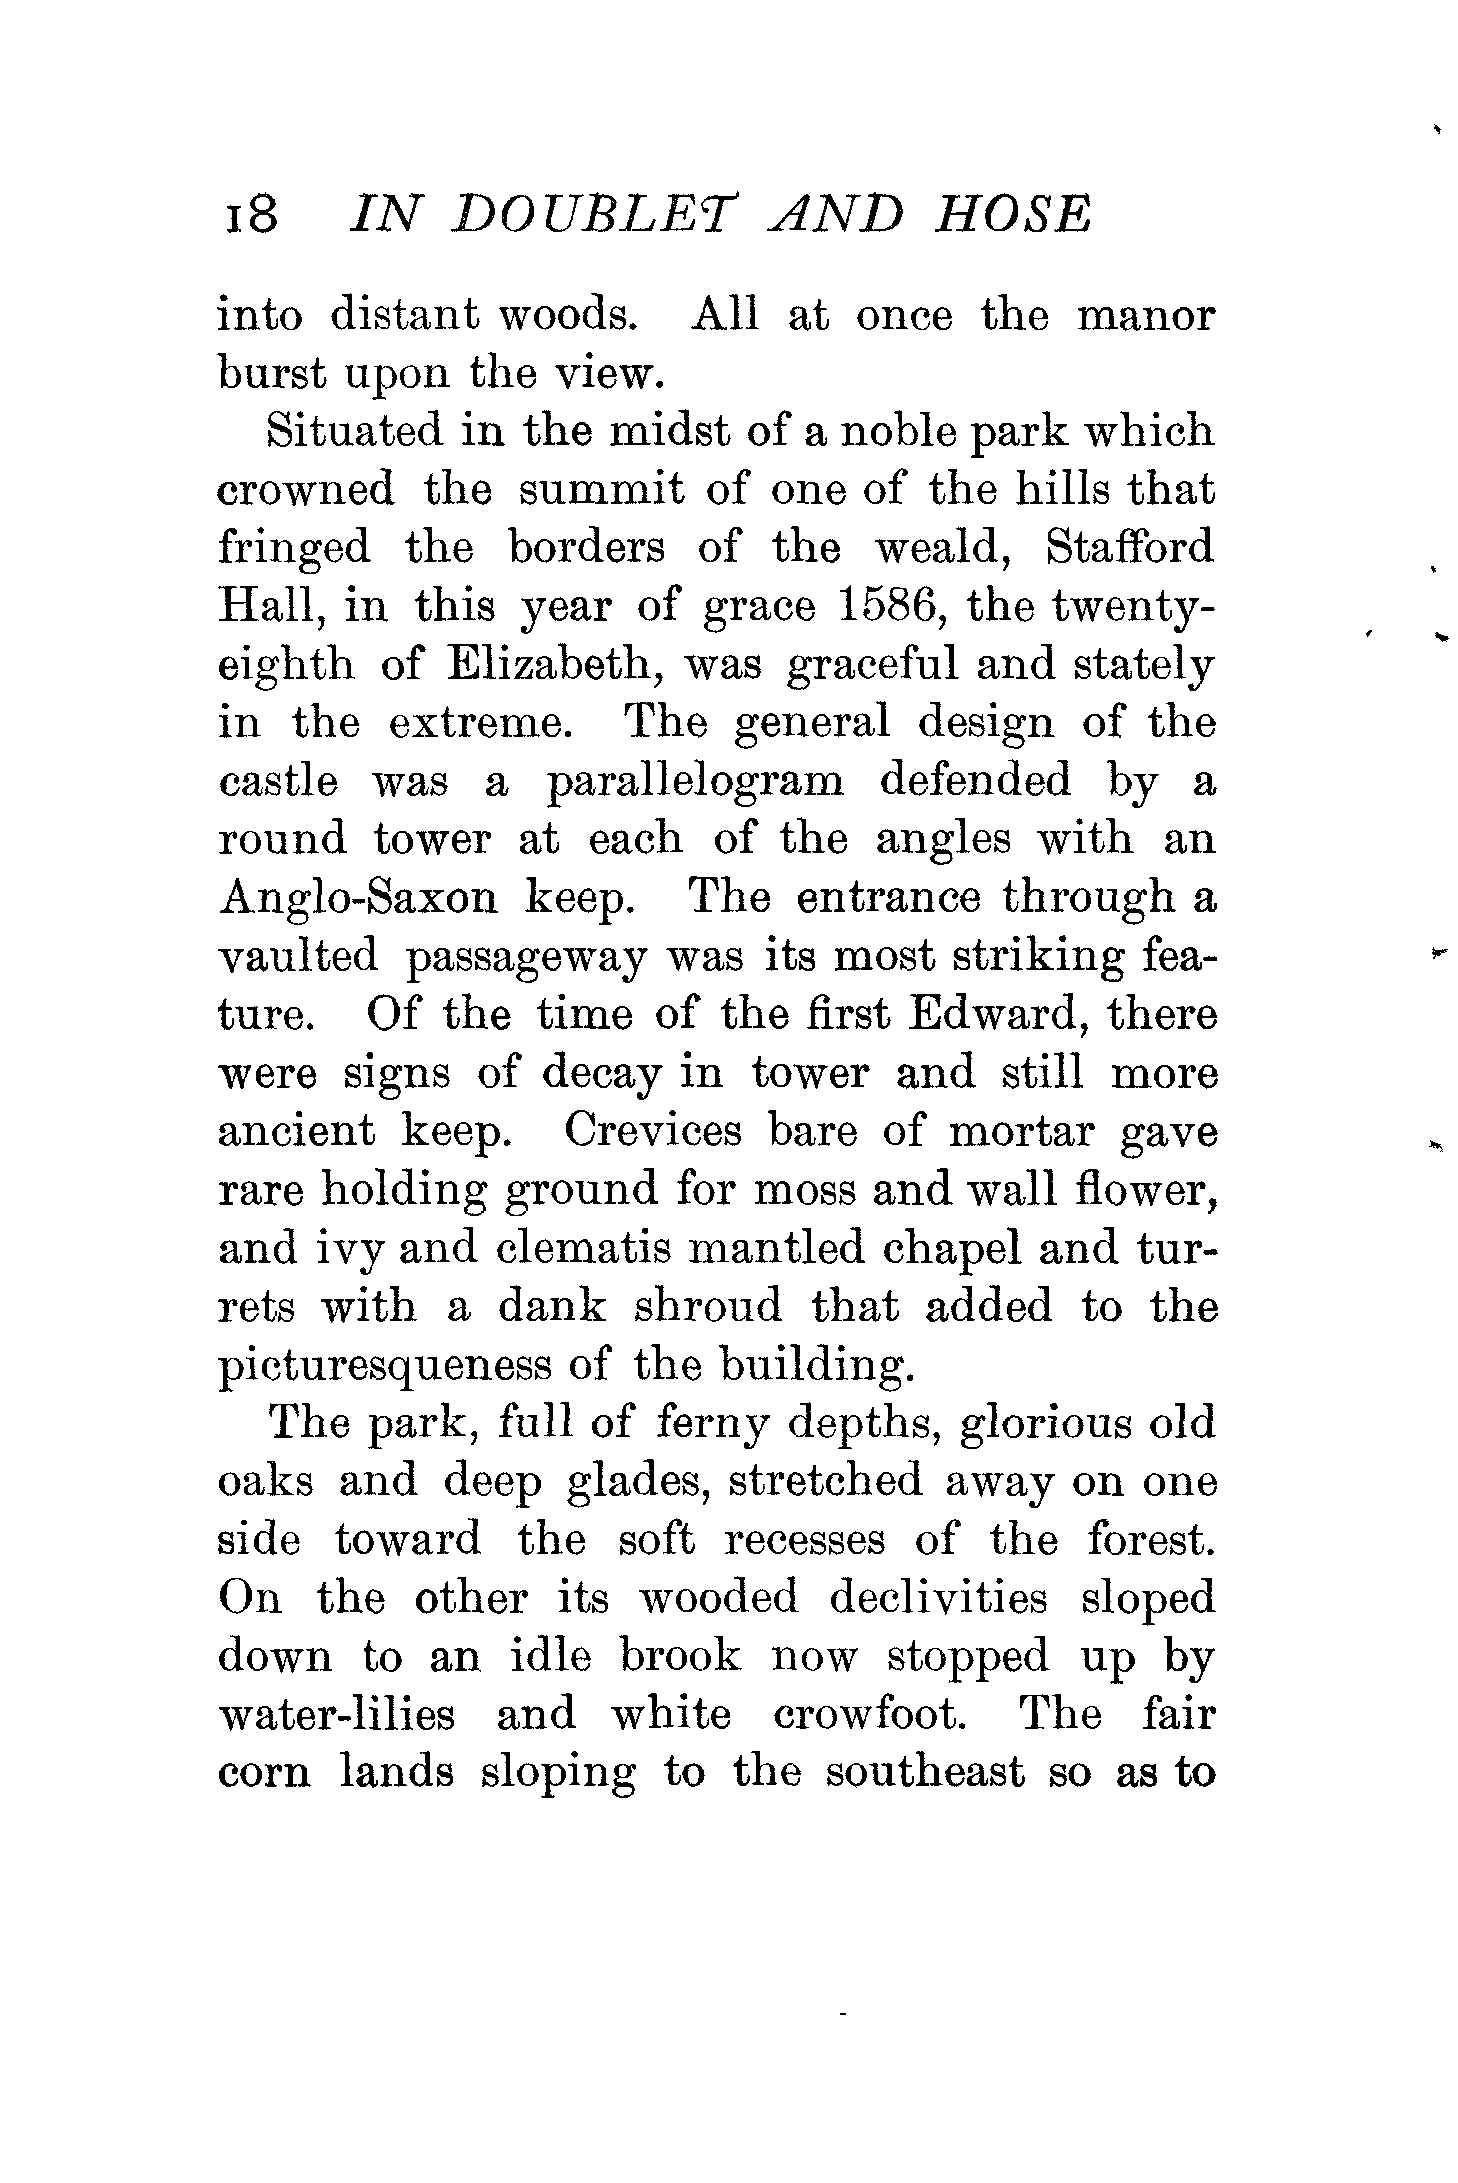 18 IN DOUBLET AND HOSE
into distant woods. All at once the manor
burst upon the view.
Situated in the midst of a noble park which
crowned the summit of one of the hills that
fringed the borders of the weald, Stafford
Hall, in this year of grace 1586, the twenty-
eighth of Elizabeth, was graceful and stately
in the extreme. The general design of the
castle was a parallelogram defended by a
round tower at each of the angles with an
Anglo-Saxon keep. The entrance through a
vaulted passageway was its most striking fea-
ture. Of the time of the first Edward, there
were signs of decay in tower and still more
ancient keep. Crevices bare of mortar gave
rare holding ground for moss and wall flower,
and ivy and clematis mantled chapel and tur-
rets with a dank shroud that added to the
picturesqueness of the building.
The park, full of ferny depths, glorious old
oaks and deep glades, stretched away on one
side toward the soft recesses of the forest.
On the other its wooded declivities sloped
down to an idle brook now stopped up by
water-lilies and white crowfoot. The fair
corn lands sloping to the southeast so as to